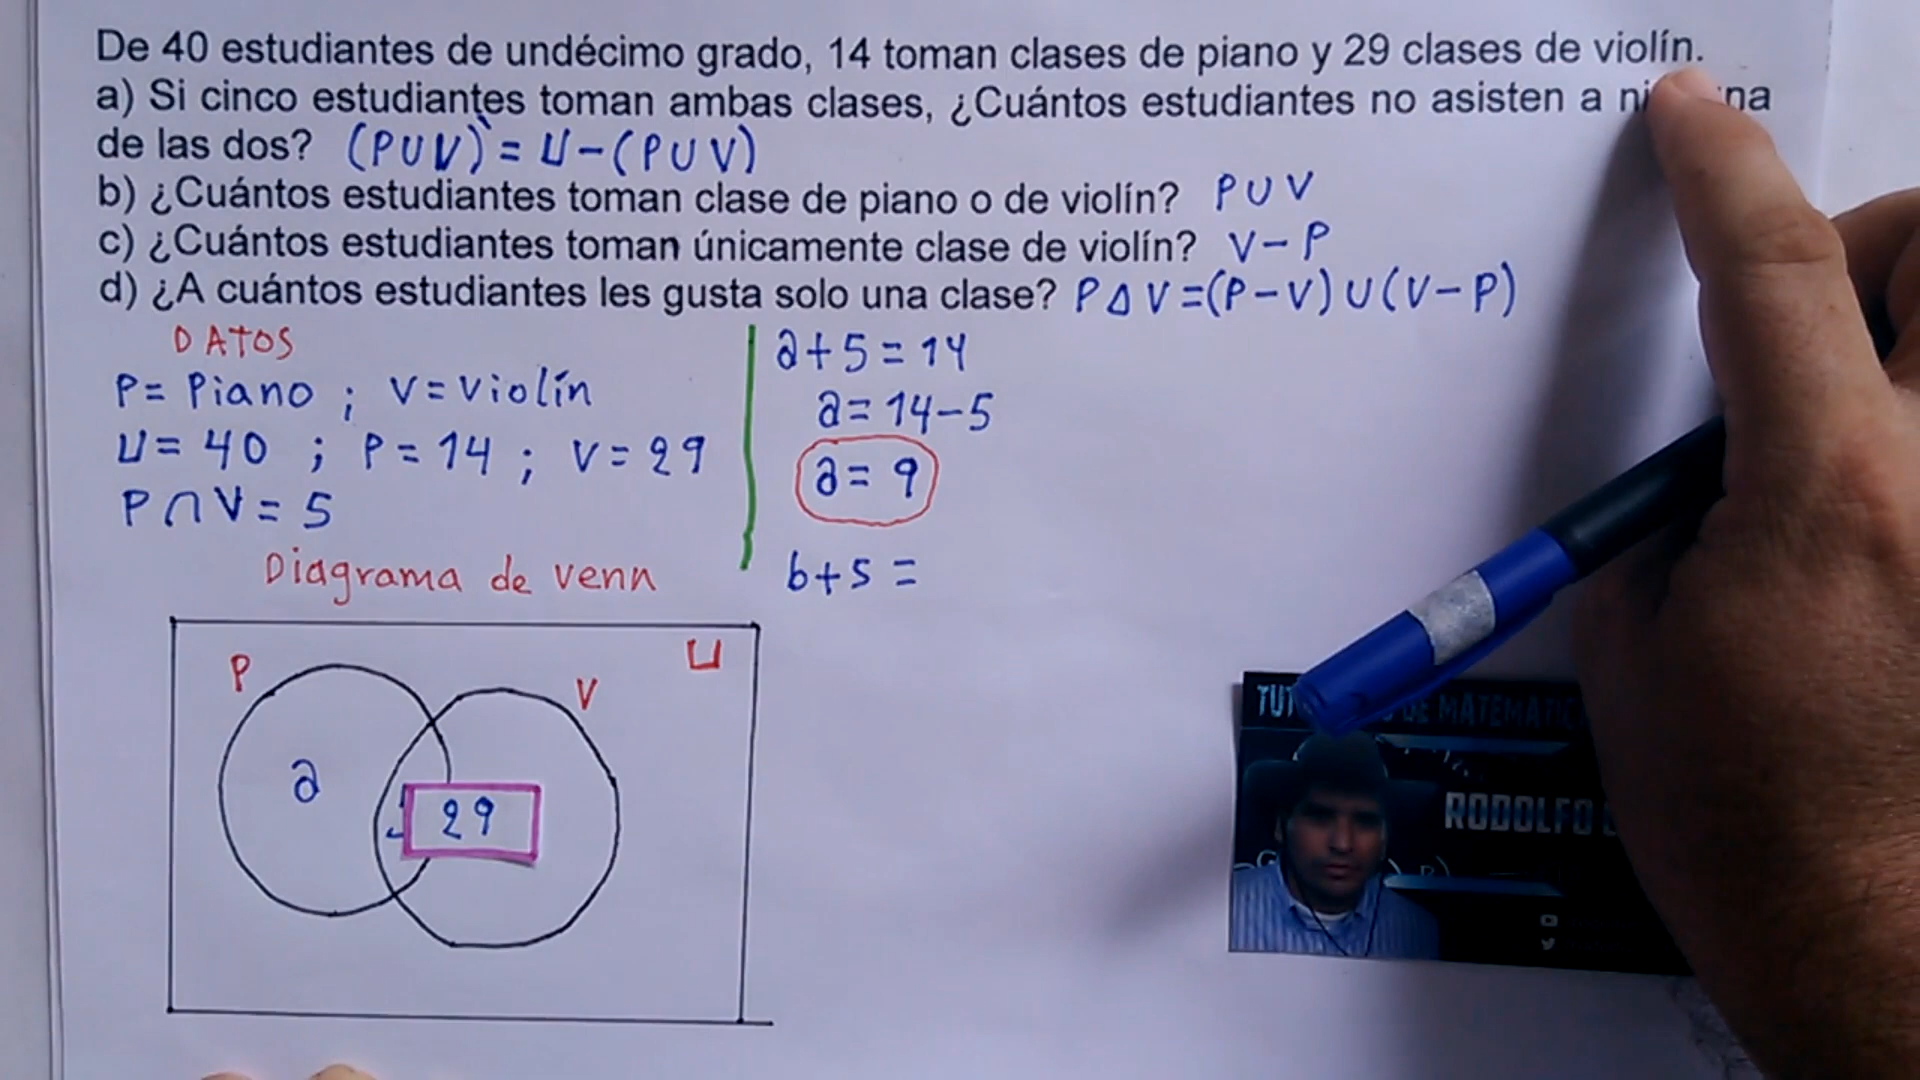 De 40 estudiantes de undécimo grado, 14 toman clases de piano y 29 clases de violín.
a) Si cinco estudiantes toman ambas clases, ¿Cuántos estudiantes no asisten a
de las dos? (P∪V)` = U-(P∪V)
b) ¿Cuántos estudiantes toman clase de piano o de violín? P∪V
c) ¿Cuántos estudiantes toman únicamente clase de violín? V-P
d) ¿A cuántos estudiantes les gusta solo una clase? P∆V=(P-V)∪(V-P)
DATOS
P= Piano ; V= Violín
U= 40 ; P= 14 ; V= 29
P∩V= 5
a+5=14
a=14-5
a= 9
b+5=
Diagrama de venn
P
V
U
a
29
RODOLFO